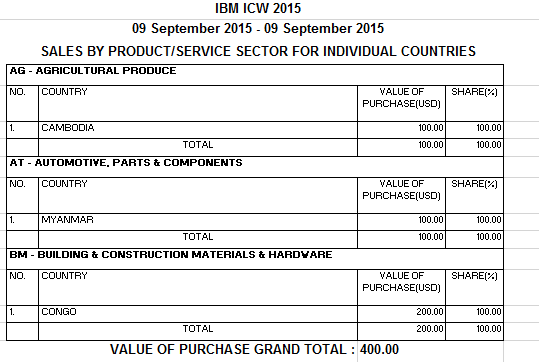 IBM ICW 2015
09 September 2015 - 09 September 2015
SALES BY PRODUCT/SERVICE SECTOR FOR INDIVIDUAL COUNTRIES
AG - AGRICULTURAL PRODUCE
NO. COUNTRY VALUE OF PURCHASE(USD) SHARE(%)
1. CAMBODIA 100.00 100.00
TOTAL 100.00 100.00
AT - AUTOMOTIVE, PARTS & COMPONENTS
NO. COUNTRY VALUE OF PURCHASE(USD) SHARE(%)
1. MYANMAR 100.00 100.00
TOTAL 100.00 100.00
BM - BUILDING & CONSTRUCTION MATERIALS & HARDWARE
NO. COUNTRY VALUE OF PURCHASE(USD) SHARE(%)
1. CONGO 200.00 100.00
TOTAL 200.00 100.00
VALUE OF PURCHASE GRAND TOTAL : 400.00